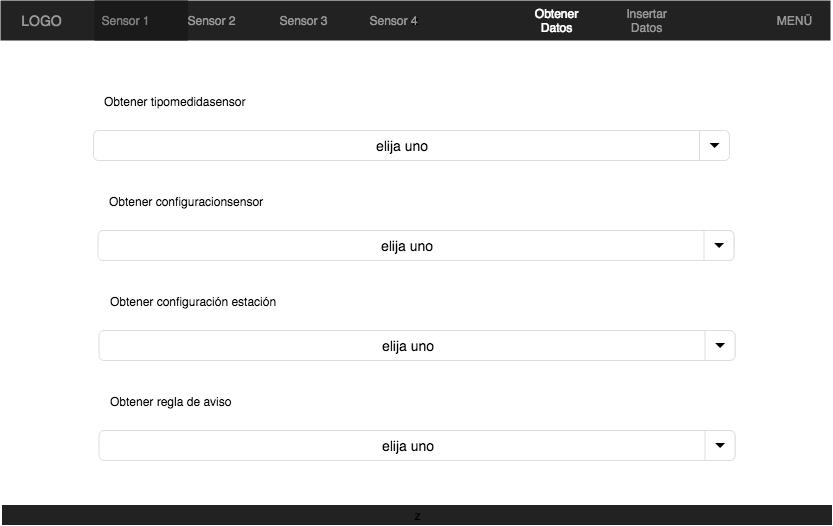 LOGO
Sensor 1
Sensor 2
Sensor 3
Sensor 4
Obtener
Datos
Insertar
Datos
MENÜ
Obtener tipomedidasensor
elija uno
Obtener configuracionsensor
elija uno
Obtener configuración estación
elija uno
Obtener regla de aviso
elija uno
z